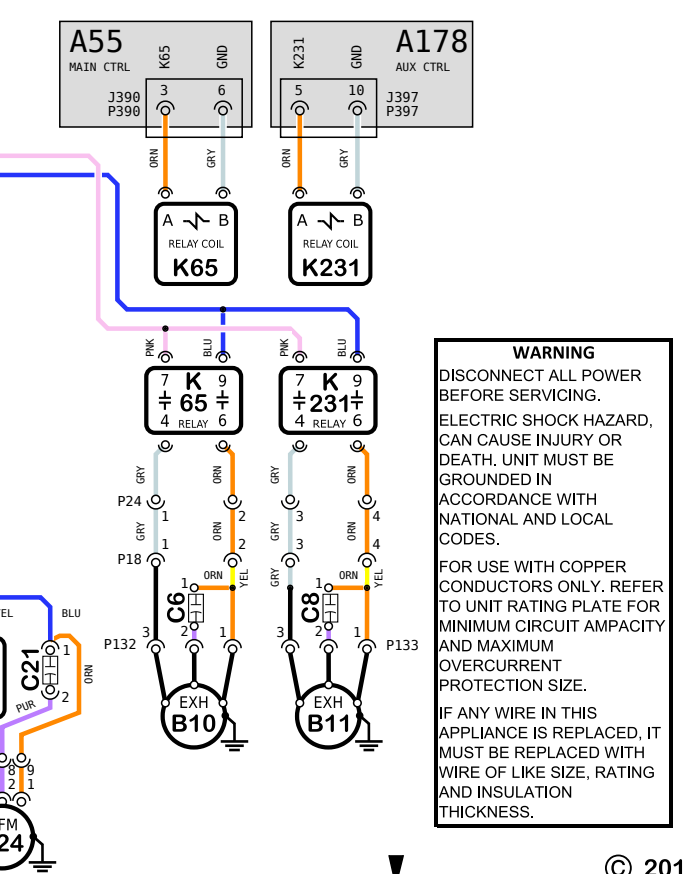 A55
MAIN CTRL
K65
GND
J390
P390
3
6
K231
GND
A178
AUX CTRL
5
10
J397
P397
ORN
GRY
ORN
GRY
A B
RELAY COIL
K65
A B
RELAY COIL
K231
PNK
BLU
PNK
BLU
7 K 9
65
4 RELAY 6
7 K 9
231
4 RELAY 6
GRY
ORN
GRY
ORN
P24
1
2
3
4
GRY
ORN
GRY
ORN
P18
1
2
3
4
1
ORN
YEL
C6
2
GRY
1
ORN
YEL
C8
2
P132
3
1
3
1
P133
EXH
B10
EXH
B11
EL
BLU
C21
1
2
ORN
PUR
8 9
2 1
FM
24
WARNING
DISCONNECT ALL POWER
BEFORE SERVICING.
ELECTRIC SHOCK HAZARD,
CAN CAUSE INJURY OR
DEATH. UNIT MUST BE
GROUNDED IN
ACCORDANCE WITH
NATIONAL AND LOCAL
CODES.
FOR USE WITH COPPER
CONDUCTORS ONLY. REFER
TO UNIT RATING PLATE FOR
MINIMUM CIRCUIT AMPACITY
AND MAXIMUM
OVERCURRENT
PROTECTION SIZE.
IF ANY WIRE IN THIS
APPLIANCE IS REPLACED, IT
MUST BE REPLACED WITH
WIRE OF LIKE SIZE, RATING
AND INSULATION
THICKNESS.
© 201